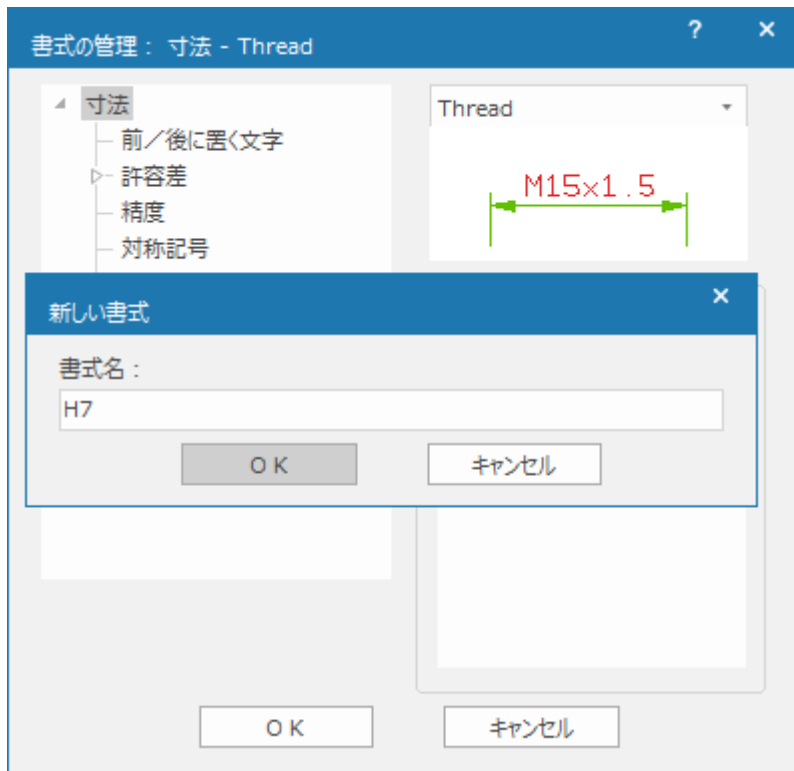 書式の管理： 寸法 - Thread
?
×
寸法
前／後に置く文字
許容差
精度
対称記号
Thread
M15×1.5
新しい書式
×
書式名：
H7
OK
キャンセル
OK
キャンセル